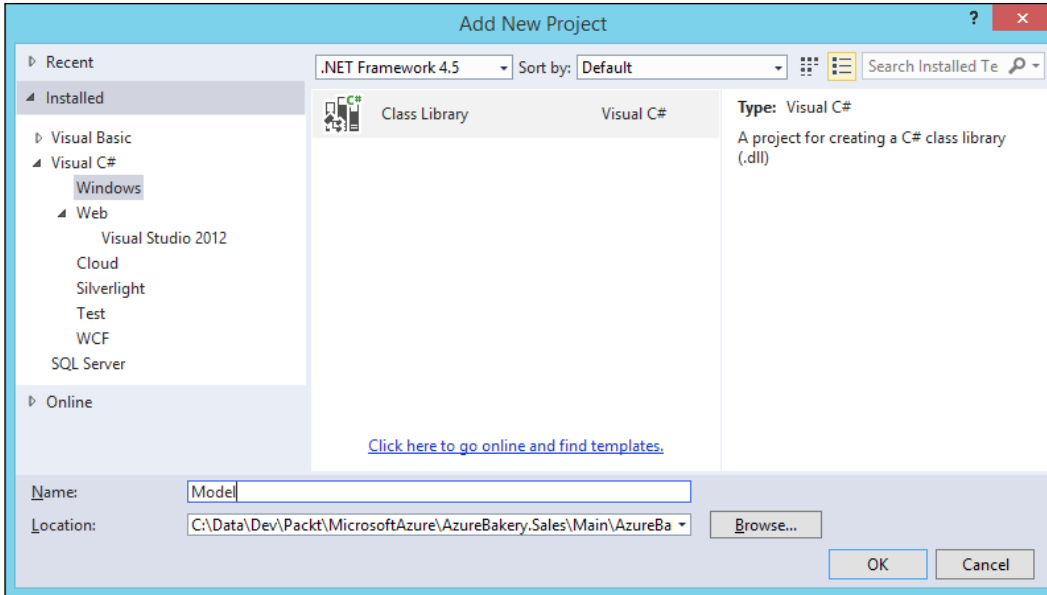 Add New Project
?
Recent
Installed
Visual Basic
Visual C#
Windows
Web
Visual Studio 2012
Cloud
Silverlight
Test
WCF
SQL Server
Online
.NET Framework 4.5 Sort by: Default
Search Installed Te
C#
Class Library Visual C#
Click here to go online and find templates.
Type: Visual C#
A project for creating a C# class library
(.dll)
Name: Model
Location: C:\Data\Dev\Packt\MicrosoftAzure\AzureBakery.Sales\Main\AzureBa Browse...
OK Cancel